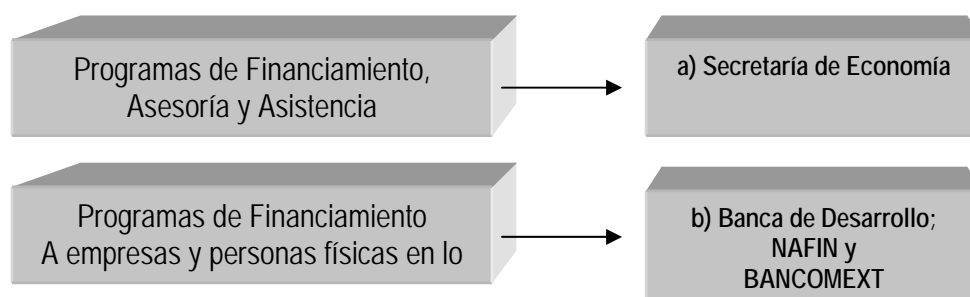 Programas de Financiamiento,
Asesoría y Asistencia
a) Secretaría de Economía
Programas de Financiamiento
A empresas y personas físicas en lo
b) Banca de Desarrollo;
NAFIN y
BANCOMEXT